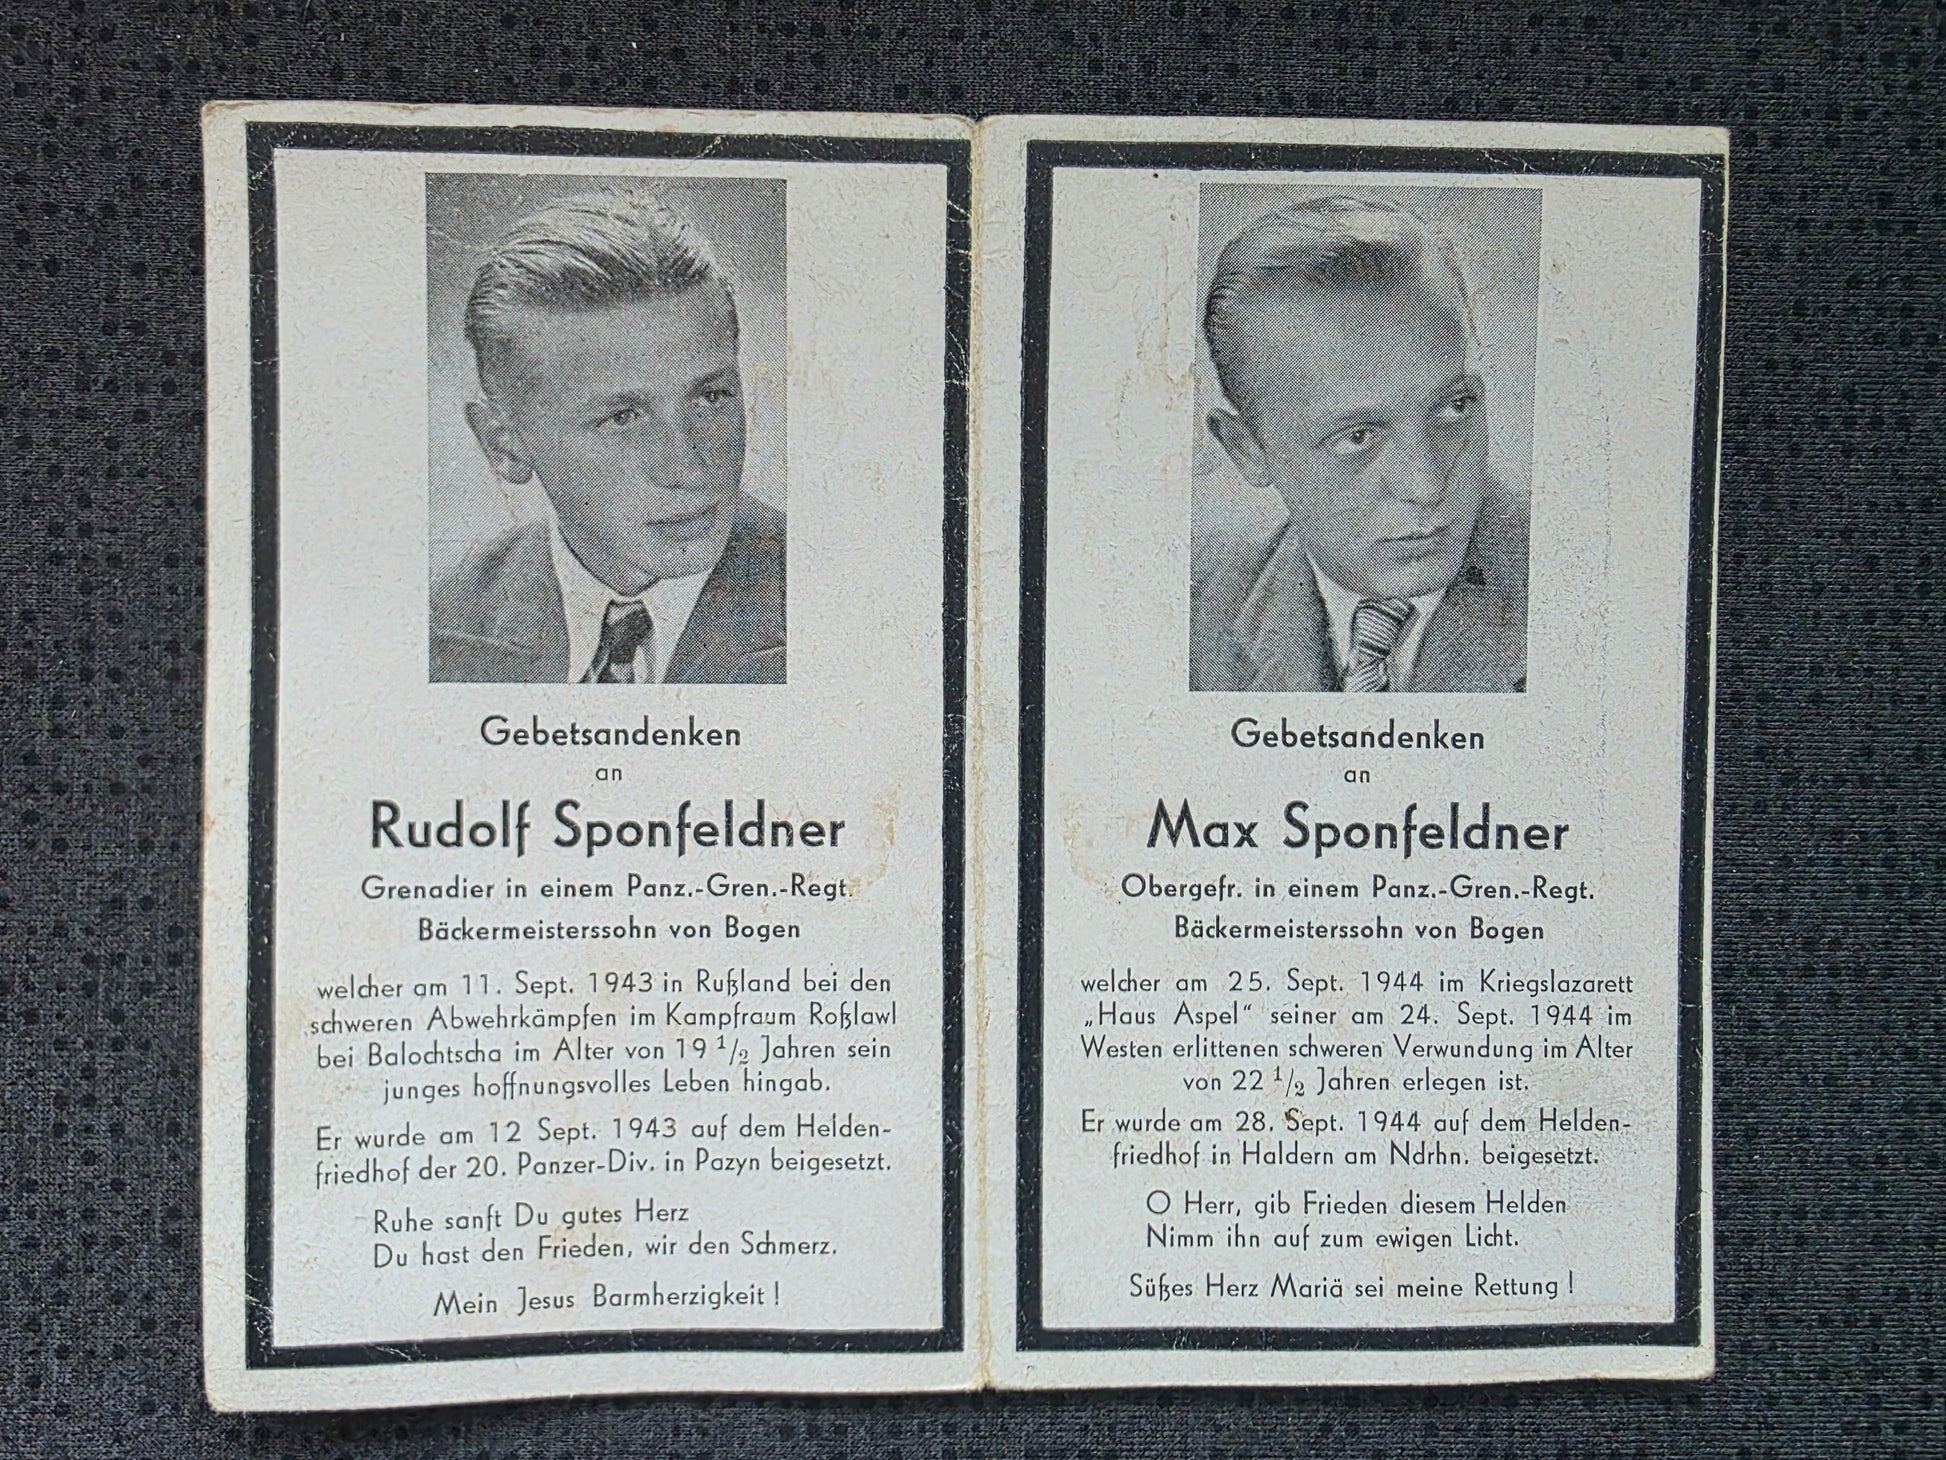 Gebetsandenken
an
Rudolf Sponfeldner
Grenadier in einem Panz.-Gren.-Regt.
Bäckermeisterssohn von Bogen
welcher am 11. Sept. 1943 in Rußland bei den
schweren Abwehrkämpfen im Kampfraum Roßlawl
bei Balochtscha im Alter von 19 1/2 Jahren sein
junges hoffnungsvolles Leben hingab.
Er wurde am 12 Sept. 1943 auf dem Helden-
friedhof der 20. Panzer-Div. in Pazyn beigesetzt.
Ruhe sanft Du gutes Herz
Du hast den Frieden, wir den Schmerz.
Mein Jesus Barmherzigkeit!
Gebetsandenken
an
Max Sponfeldner
Obergefr. in einem Panz.-Gren.-Regt.
Bäckermeisterssohn von Bogen
welcher am 25. Sept. 1944 im Kriegslazarett
„Haus Aspel“ seiner am 24. Sept. 1944 im
Westen erlittenen schweren Verwundung im Alter
von 22 1/2 Jahren erlegen ist.
Er wurde am 28. Sept. 1944 auf dem Helden-
friedhof in Haldern am Ndrhn. beigesetzt.
O Herr, gib Frieden diesem Helden
Nimm ihn auf zum ewigen Licht.
Süßes Herz Mariä sei meine Rettung!